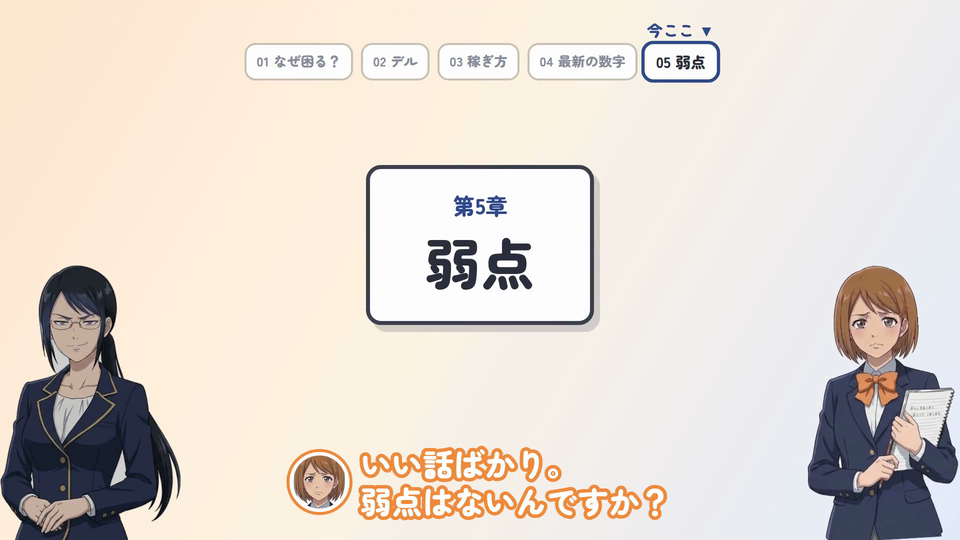 今ここ ▼
01 なぜ困る？
02 デル
03 稼ぎ方
04 最新の数字
05 弱点
第5章
弱点
いい話ばかり。
弱点はないんですか？